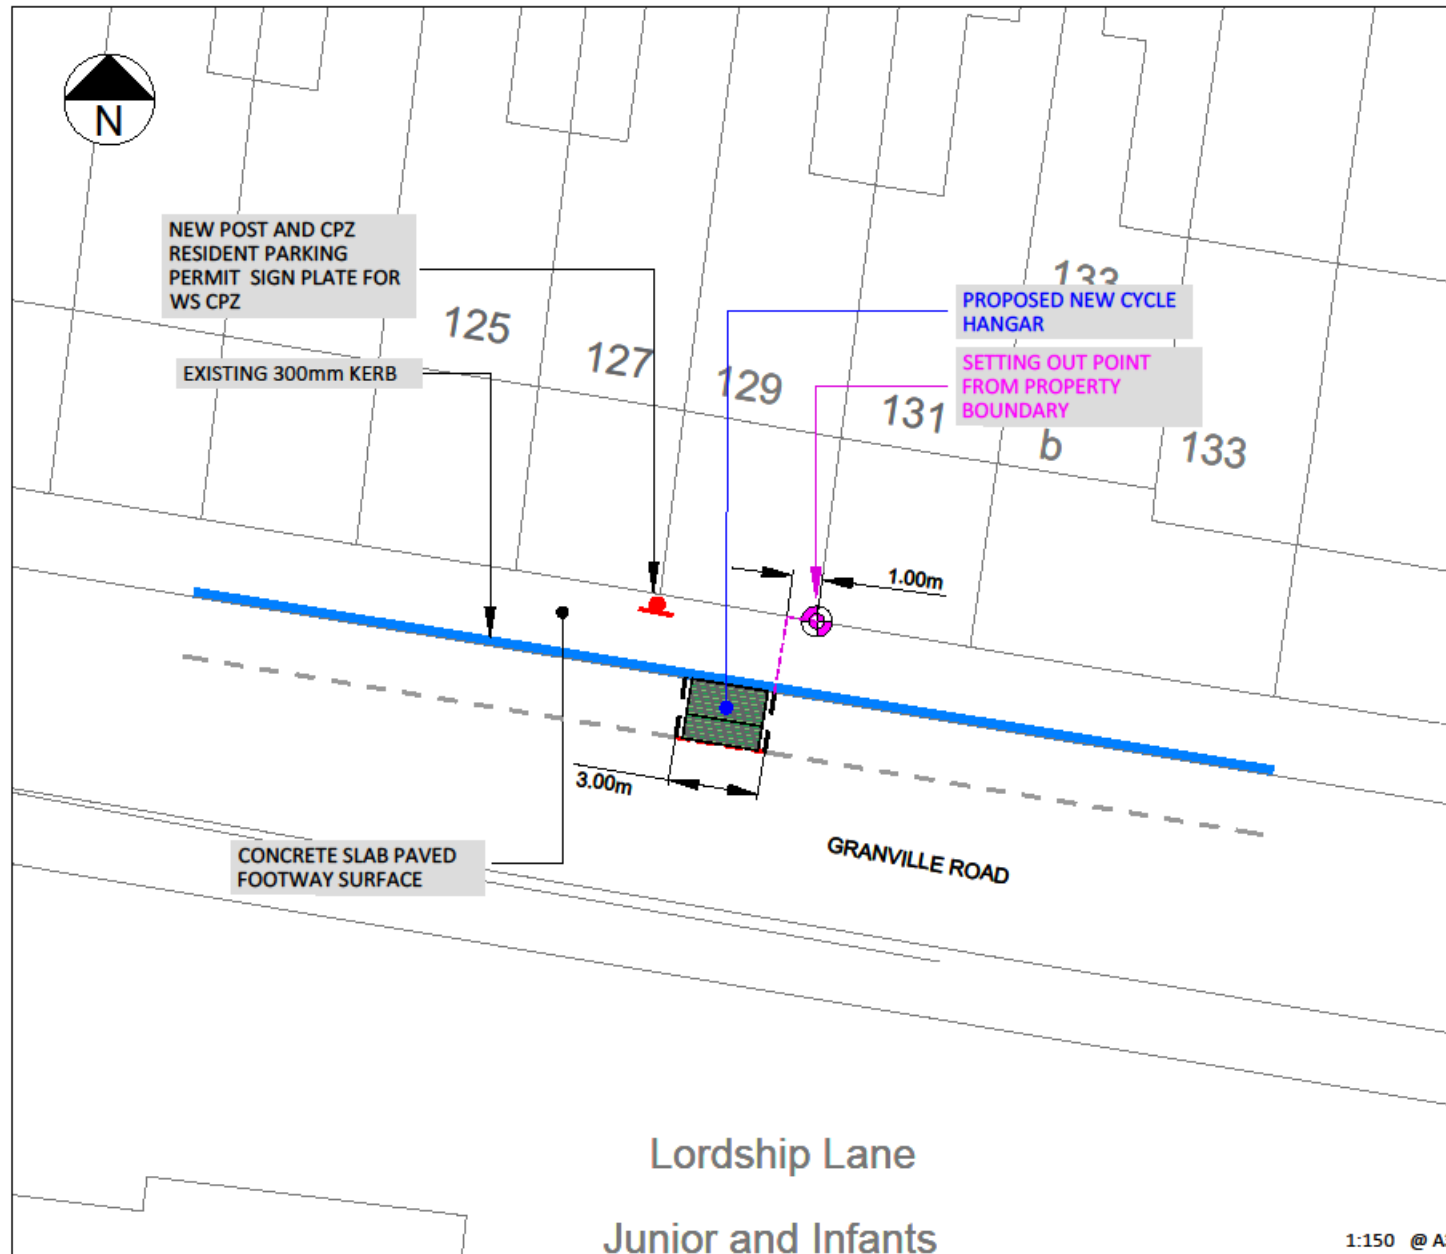 N
NEW POST AND CPZ
RESIDENT PARKING
PERMIT SIGN PLATE FOR
WS CPZ
EXISTING 300mm KERB
125
127
129
131
133
b
133
PROPOSED NEW CYCLE
HANGAR
SETTING OUT POINT
FROM PROPERTY
BOUNDARY
1.00m
3.00m
CONCRETE SLAB PAVED
FOOTWAY SURFACE
GRANVILLE ROAD
Lordship Lane
Junior and Infants
1:150 @